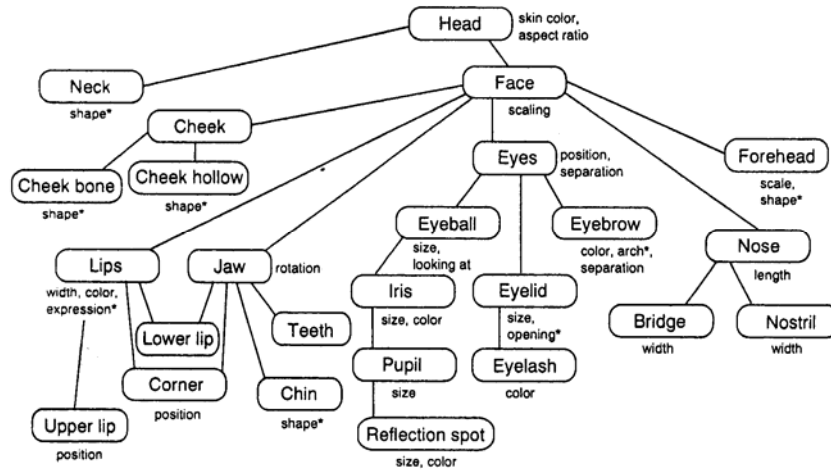 Head
skin color,
aspect ratio
Neck
shape*
Face
scaling
Cheek
Cheek bone
shape*
Cheek hollow
shape*
Eyes
position,
separation
Forehead
scale,
shape*
Eyeball
size,
looking at
Eyebrow
color, arch*,
separation
Nose
length
Lips
width, color,
expression*
Jaw
rotation
Iris
size, color
Eyelid
size,
opening*
Bridge
width
Nostril
width
Lower lip
Teeth
Corner
position
Chin
shape*
Pupil
size
Eyelash
color
Upper lip
position
Reflection spot
size, color